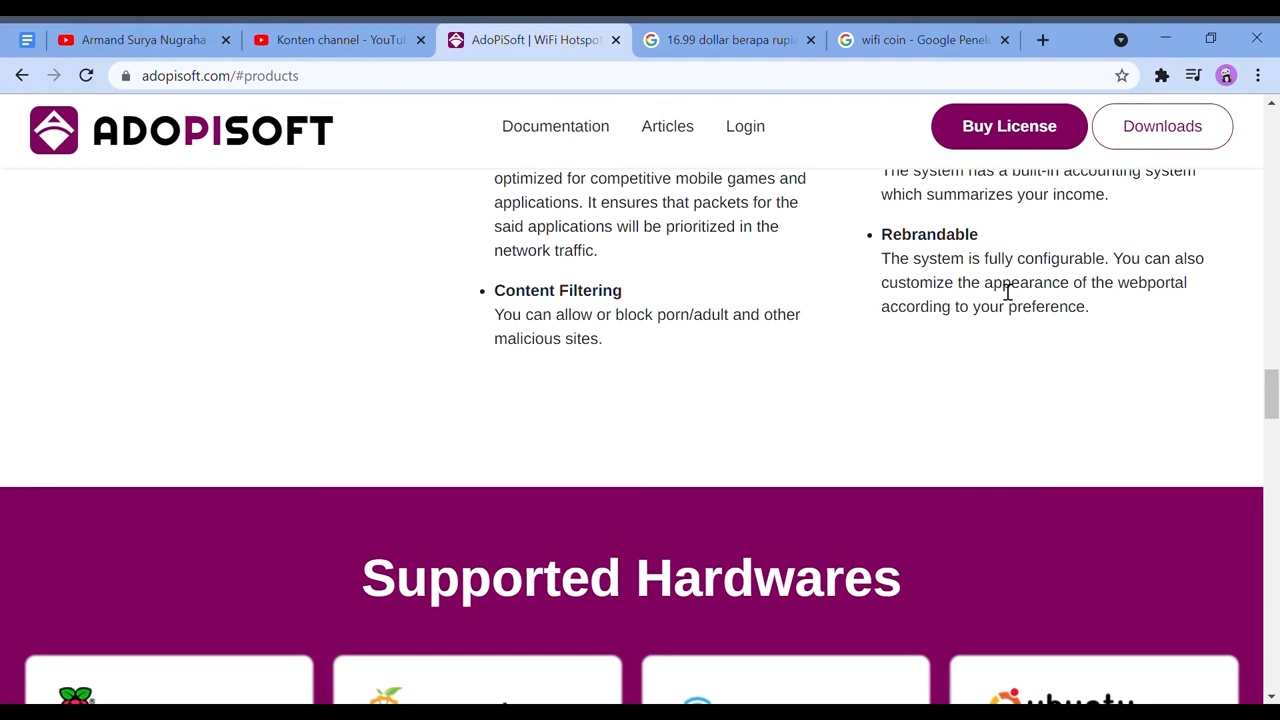 Armand Surya Nugraha -
Konten channel - YouTu
AdoPiSoft | WiFi Hotspot
16.99 dollar berapa rupia
wifi coin - Google Peneli
adopisoft.com/#products
ADOPISOFT
Documentation
Articles
Login
Buy License
Downloads
optimized for competitive mobile games and
applications. It ensures that packets for the
said applications will be prioritized in the
network traffic.
• Content Filtering
You can allow or block porn/adult and other
malicious sites.
The system has a built-in accounting system
which summarizes your income.
• Rebrandable
The system is fully configurable. You can also
customize the appearance of the webportal
according to your preference.
Supported Hardwares
ubuntu